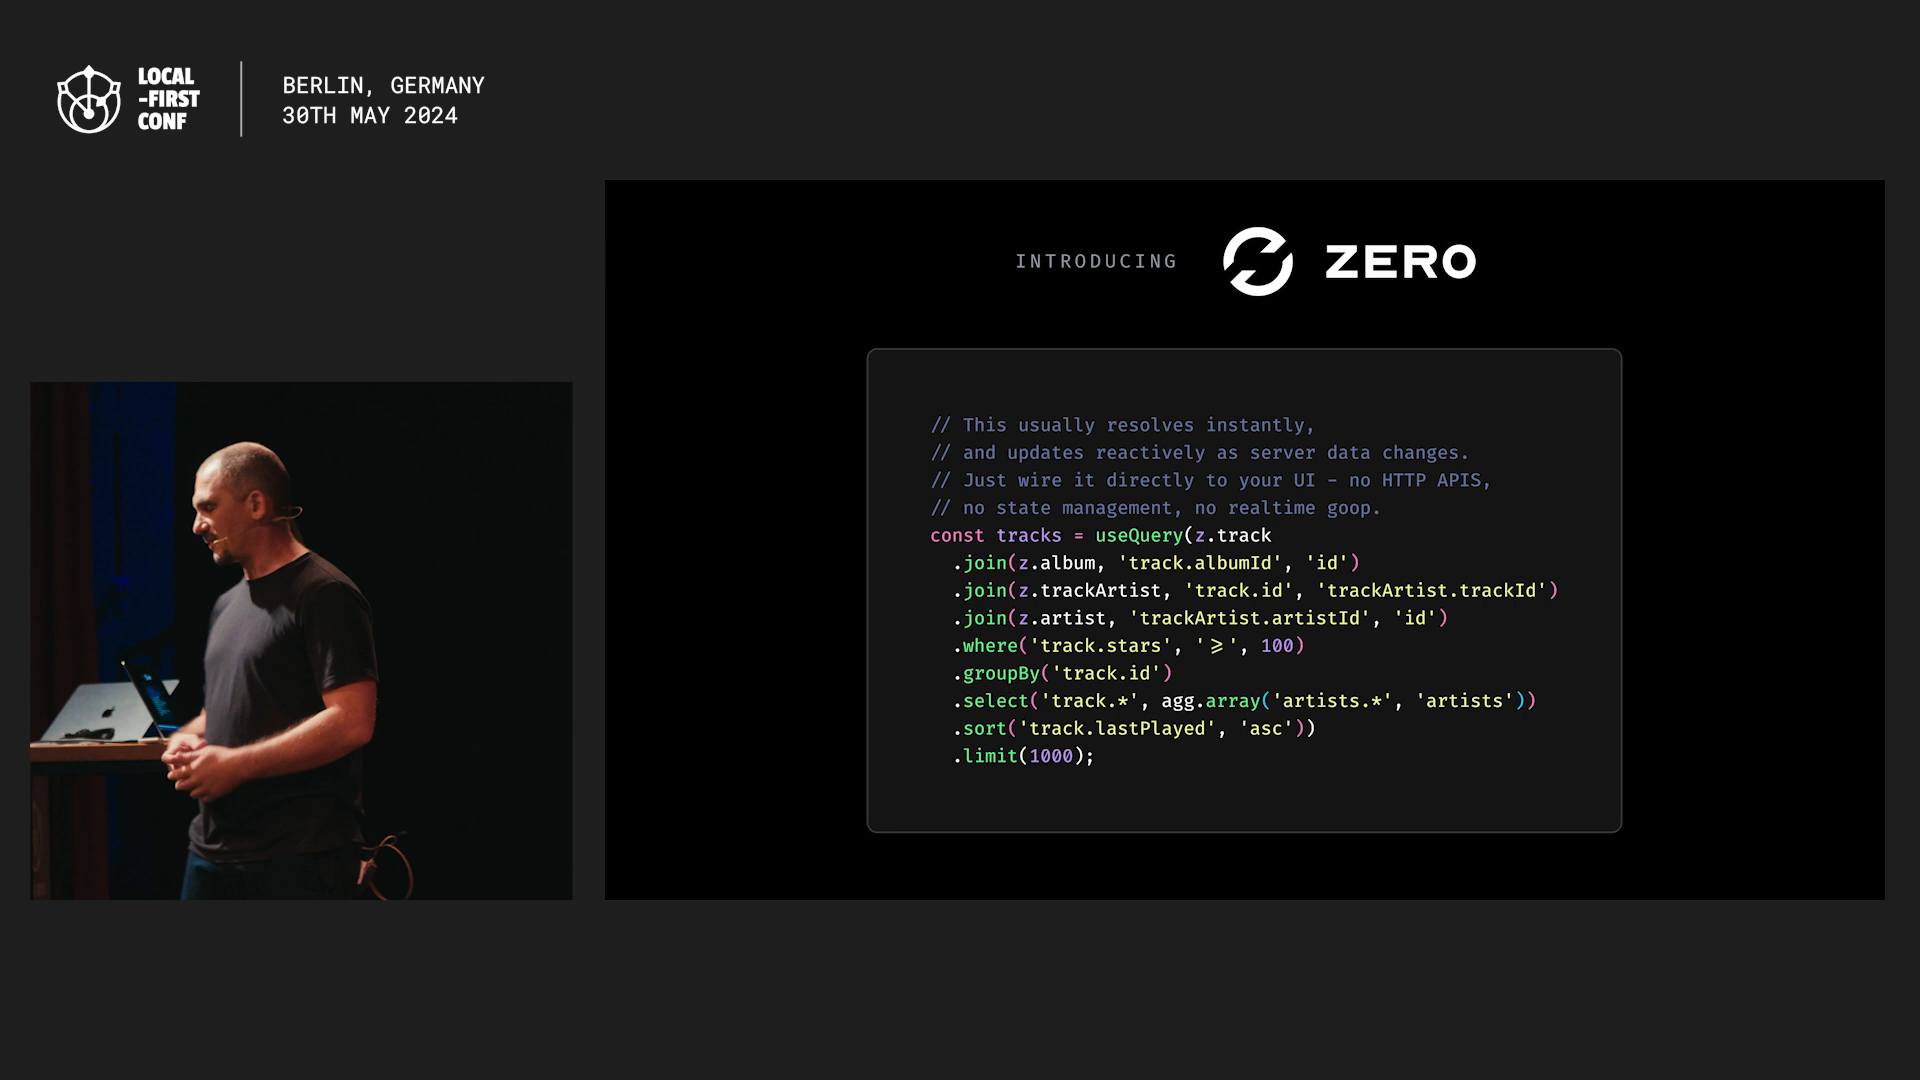 LOCAL
-FIRST
CONF
BERLIN, GERMANY
30TH MAY 2024
INTRODUCING ZERO
// This usually resolves instantly,
// and updates reactively as server data changes.
// Just wire it directly to your UI - no HTTP APIS,
// no state management, no realtime goop.
const tracks = useQuery(z.track
.join(z.album, 'track.albumId', 'id')
.join(z.trackArtist, 'track.id', 'trackArtist.trackId')
.join(z.artist, 'trackArtist.artistId', 'id')
.where('track.stars', '>=', 100)
.groupBy('track.id')
.select('track.*', agg.array('artists.*', 'artists'))
.sort('track.lastPlayed', 'asc'))
.limit(1000);